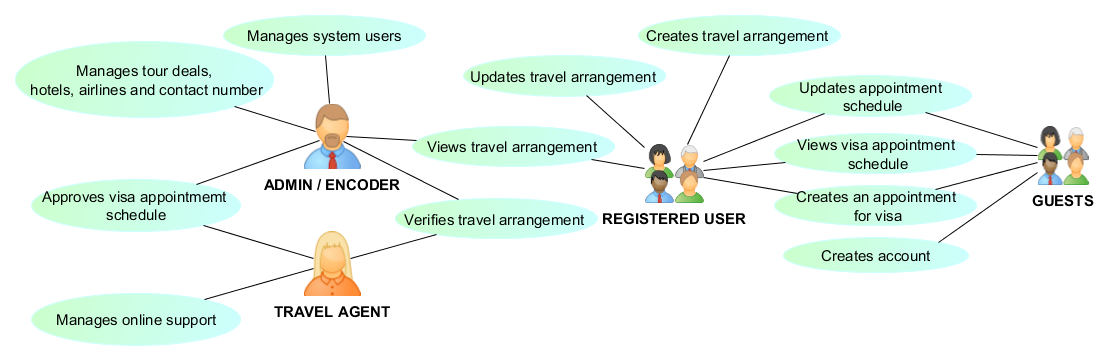 Manages system users
Creates travel arrangement
Manages tour deals,
hotels, airlines and contact number
Updates travel arrangement
Updates appointment
schedule
Views travel arrangement
Views visa appointment
schedule
ADMIN / ENCODER
Approves visa appointmemt
schedule
Verifies travel arrangement
REGISTERED USER
Creates an appointment
for visa
GUESTS
Creates account
TRAVEL AGENT
Manages online support